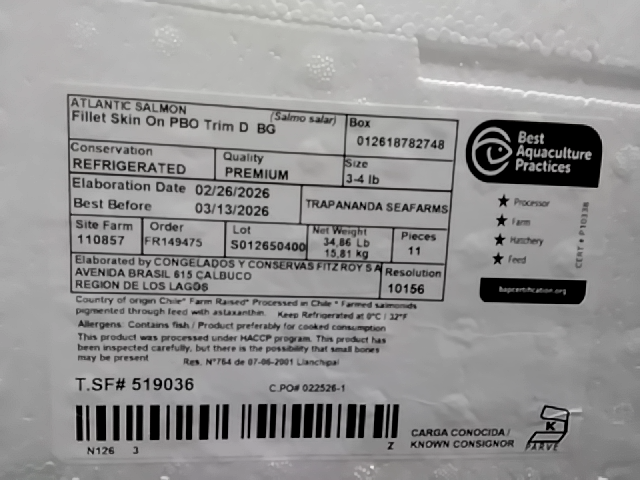 ATLANTIC SALMON
(Salmo salar)
Fillet Skin On PBO Trim D BG
Box
012618782748
Conservation
REFRIGERATED
Quality
PREMIUM
Size
3-4 lb
Elaboration Date 02/26/2026
Best Before 03/13/2026
TRAPANANDA SEAFARMS
Site Farm
110857
Order
FR149475
Lot
S012650400
Net Weight
34,86 Lb
15,81 kg
Pieces
11
Elaborated by CONGELADOS Y CONSERVAS FITZ ROY S A
AVENIDA BRASIL 615 CALBUCO
REGION DE LOS LAGOS
Resolution
10156
Country of origin Chile* Farm Raised* Processed in Chile * Farmed salmonids
pigmented through feed with astaxanthin. Keep Refrigerated at 0°C / 32°F
Allergens: Contains fish / Product preferably for cooked consumption
This product was processed under HACCP program. This product has
been inspected carefully, but there is the possibility that small bones
may be present Res. N°764 de 07-06-2001 Llanchipal
T.SF# 519036
C.PO# 022526-1
N126 3
Z
CARGA CONOCIDA/
KNOWN CONSIGNOR
K
PARVE
Best
Aquaculture
Practices
Processor
Farm
Hatchery
Feed
CERT # P10338
bapcertification.org